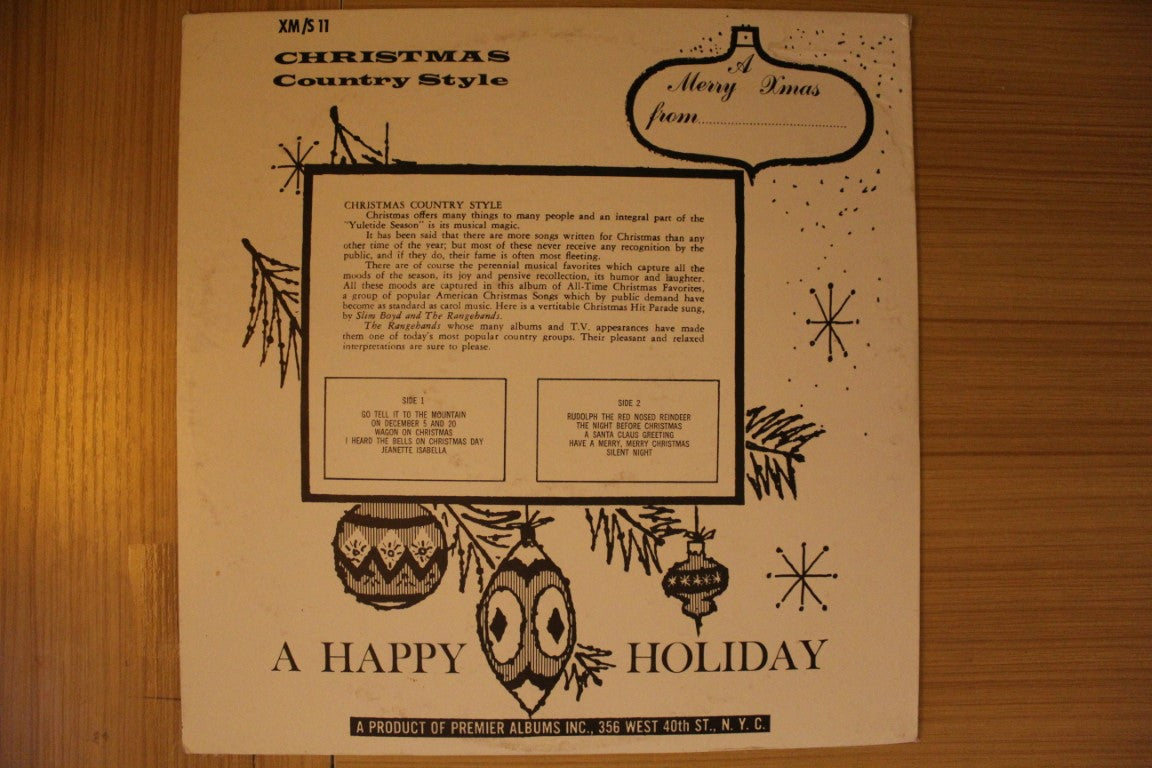 XM/S 11
CHRISTMAS
Country Style
A
Merry Xmas
from
CHRISTMAS COUNTRY STYLE
Christmas offers many things to many people and an integral part of the
"Yuletide Season" is its musical magic.
It has been said that there are more songs written for Christmas than any
other time of the year; but most of these never receive any recognition by the
public, and if they do, their fame is often most fleeting.
There are of course the perennial musical favorites which capture all the
moods of the season, its joy and pensive recollection, its humor and laughter.
All these moods are captured in this album of All-Time Christmas Favorites,
a group of popular American Christmas Songs which by public demand have
become as standard as carol music. Here is a vertitable Christmas Hit Parade sung,
by Slim Boyd and The Rangehands.
The Rangehands whose many albums and T.V. appearances have made
them one of today's most popular country groups. Their pleasant and relaxed
interpretations are sure to please.
SIDE 1
GO TELL IT TO THE MOUNTAIN
ON DECEMBER 5 AND 20
WAGON ON CHRISTMAS
I HEARD THE BELLS ON CHRISTMAS DAY
JEANETTE ISABELLA
SIDE 2
RUDOLPH THE RED NOSED REINDEER
THE NIGHT BEFORE CHRISTMAS
A SANTA CLAUS GREETING
HAVE A MERRY, MERRY CHRISTMAS
SILENT NIGHT
A HAPPY HOLIDAY
A PRODUCT OF PREMIER ALBUMS INC., 356 WEST 40th ST., N. Y. C.